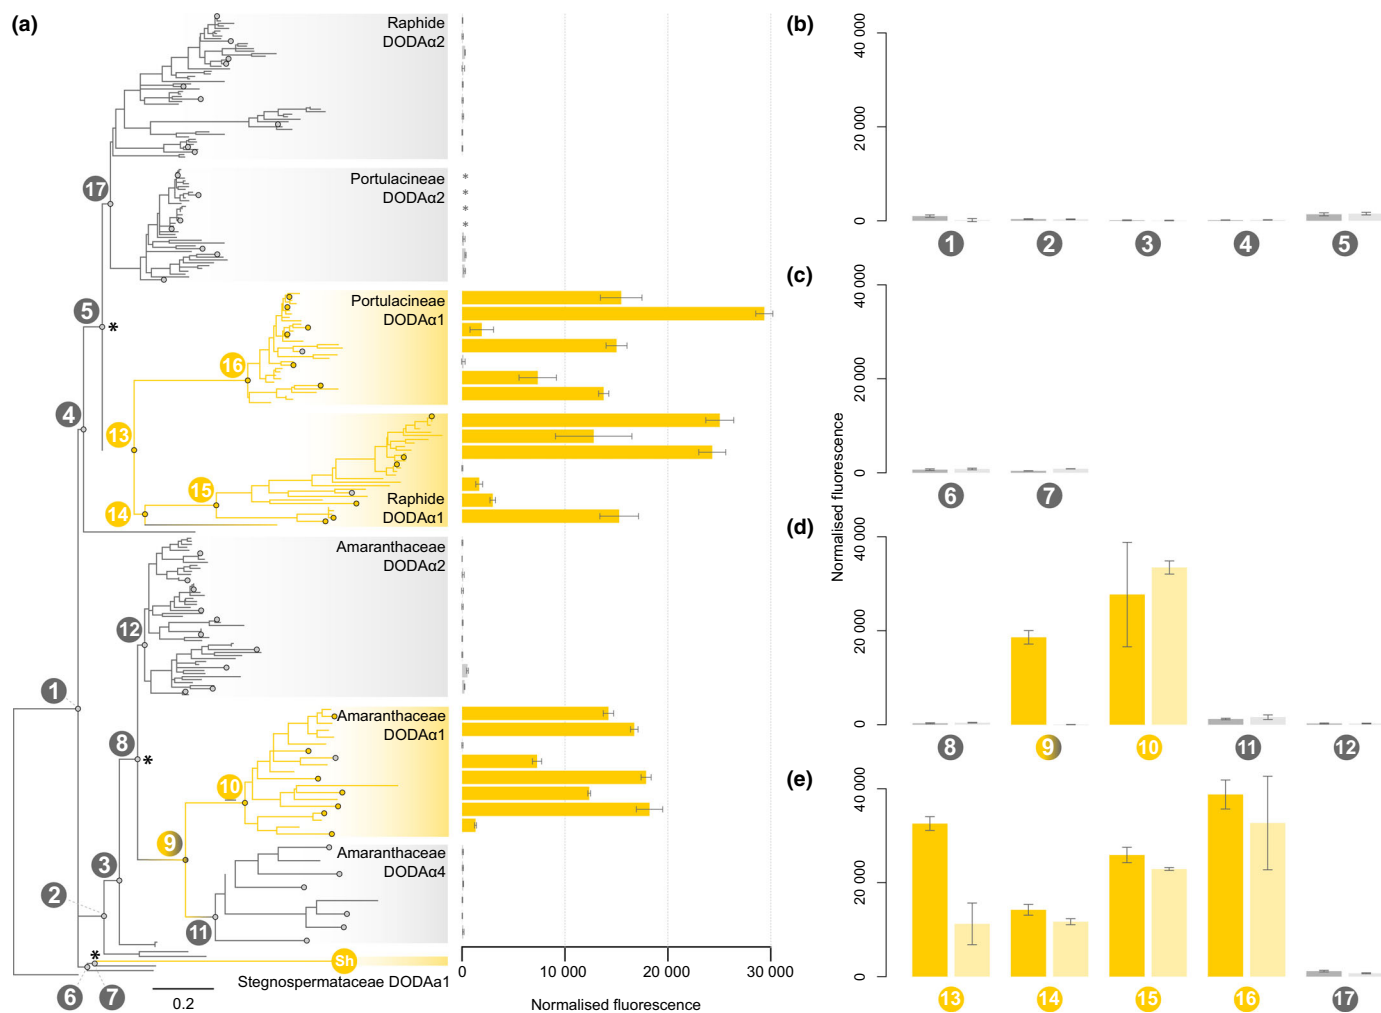 (a)
Raphide
DODAα2
17
Portulacineae
DODAα2
*
*
*
*
5
*
Portulacineae
DODAα1
16
4
13
15
14
Raphide
DODAα1
Amaranthaceae
DODAα2
12
1
8
*
Amaranthaceae
DODAα1
10
9
3
Amaranthaceae
DODAα4
2
11
*
Sh
6
7
Stegnospermataceae DODAa1
0.2
0
10 000
20 000
30 000
Normalised fluorescence
Normalised fluorescence
(b)
40 000
20 000
0
1
2
3
4
5
(c)
40 000
20 000
0
6
7
(d)
40 000
20 000
0
8
9
10
11
12
(e)
40 000
20 000
0
13
14
15
16
17